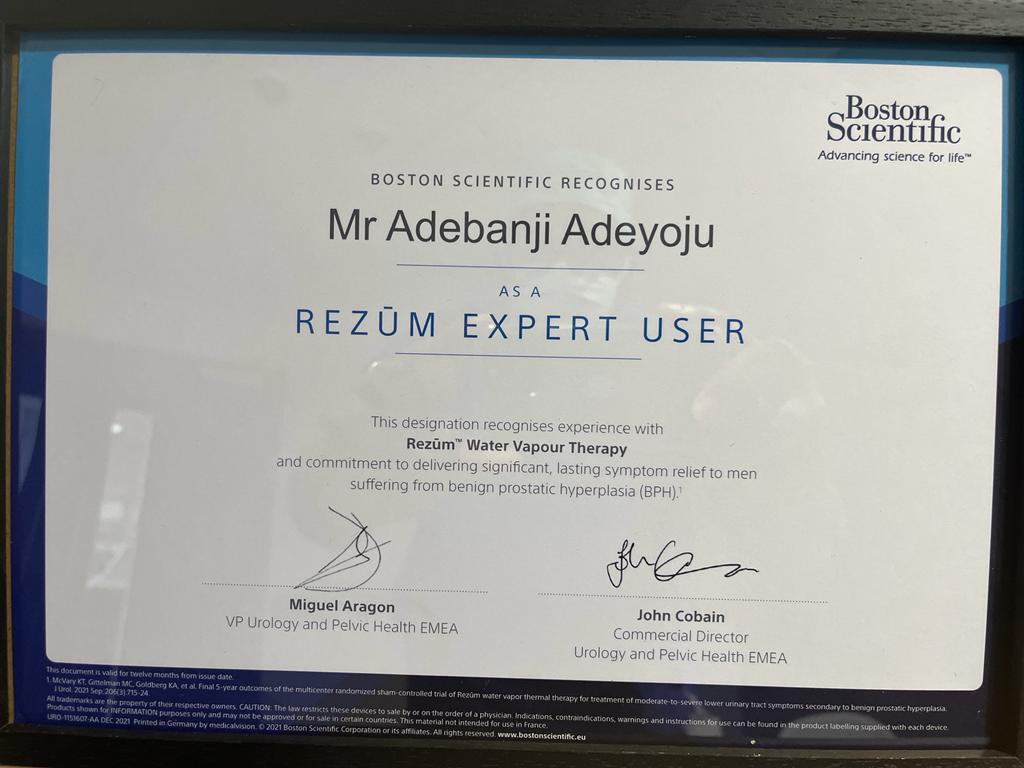 Boston
Scientific
Advancing science for life™
BOSTON SCIENTIFIC RECOGNISES
Mr Adebanji Adeyoju
AS A
REZŪM EXPERT USER
This designation recognises experience with
Rezūm™ Water Vapour Therapy
and commitment to delivering significant, lasting symptom relief to men
suffering from benign prostatic hyperplasia (BPH).¹
Miguel Aragon
VP Urology and Pelvic Health EMEA
John Cobain
Commercial Director
Urology and Pelvic Health EMEA
This document is valid for twelve months from issue date.
1. McVary KT, Gittelman MC, Goldberg KA, et al. Final 5-year outcomes of the multicenter randomized sham-controlled trial of Rezūm water vapor thermal therapy for treatment of moderate-to-severe lower urinary tract symptoms secondary to benign prostatic hyperplasia.
J Urol. 2021 Sep;206(3):715-24.
All trademarks are the property of their respective owners. CAUTION: The law restricts these devices to sale by or on the order of a physician. Indications, contraindications, warnings and instructions for use can be found in the product labelling supplied with each device.
Products shown for INFORMATION purposes only and may not be approved or for sale in certain countries. This material not intended for use in France.
URO-1151607-AA DEC 2021 Printed in Germany by medicalvision. © 2021 Boston Scientific Corporation or its affiliates. All rights reserved. www.bostonscientific.eu